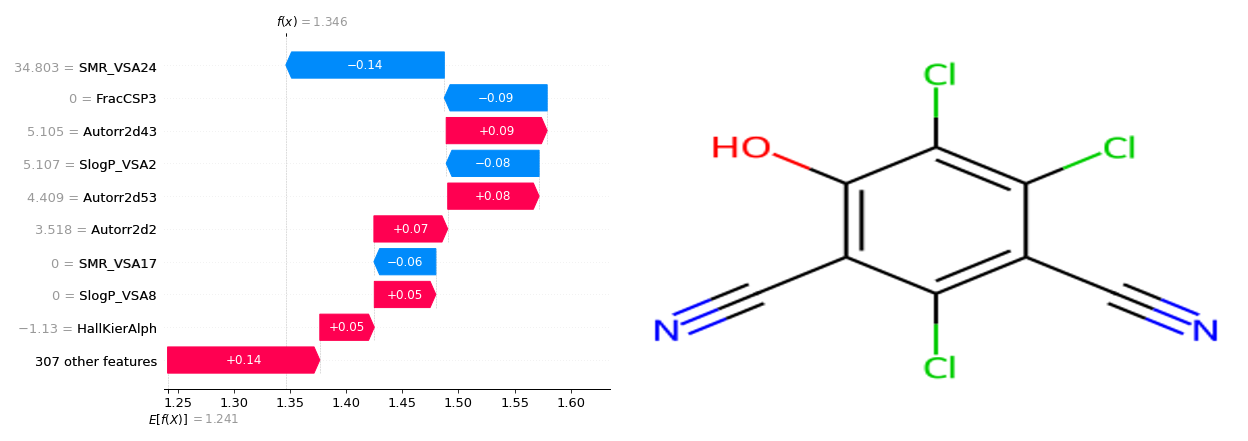 f(x) = 1.346
34.803 = SMR_VSA24
−0.14
0 = FracCSP3
−0.09
5.105 = Autorr2d43
+0.09
5.107 = SlogP_VSA2
−0.08
4.409 = Autorr2d53
+0.08
3.518 = Autorr2d2
+0.07
0 = SMR_VSA17
−0.06
0 = SlogP_VSA8
+0.05
−1.13 = HallKierAlph
+0.05
307 other features
+0.14
1.25 1.30 1.35 1.40 1.45 1.50 1.55 1.60
E[f(X)] = 1.241
Cl
HO
Cl
N
N
Cl